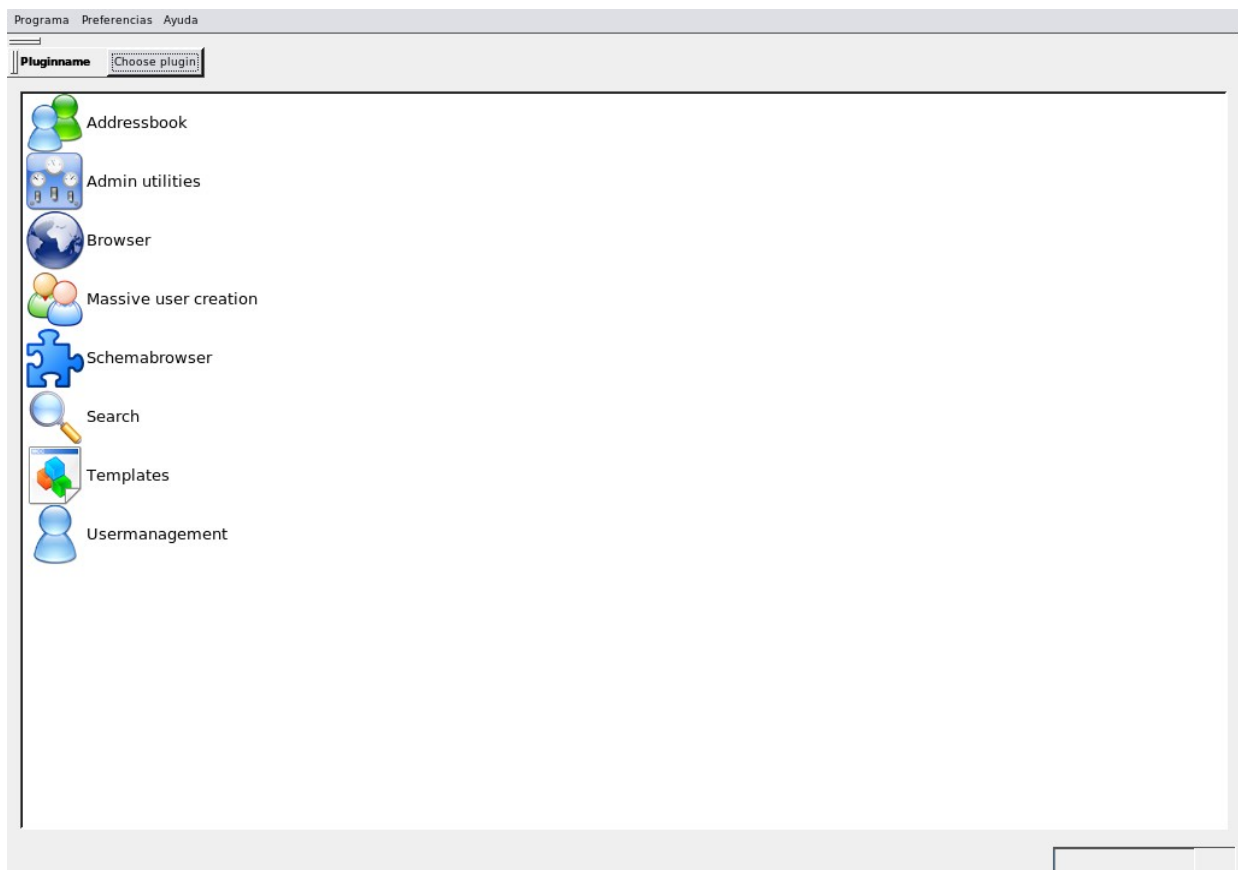 Programa Preferencias Ayuda
Pluginname Choose plugin
Addressbook
Admin utilities
Browser
Massive user creation
Schemabrowser
Search
Templates
Usermanagement